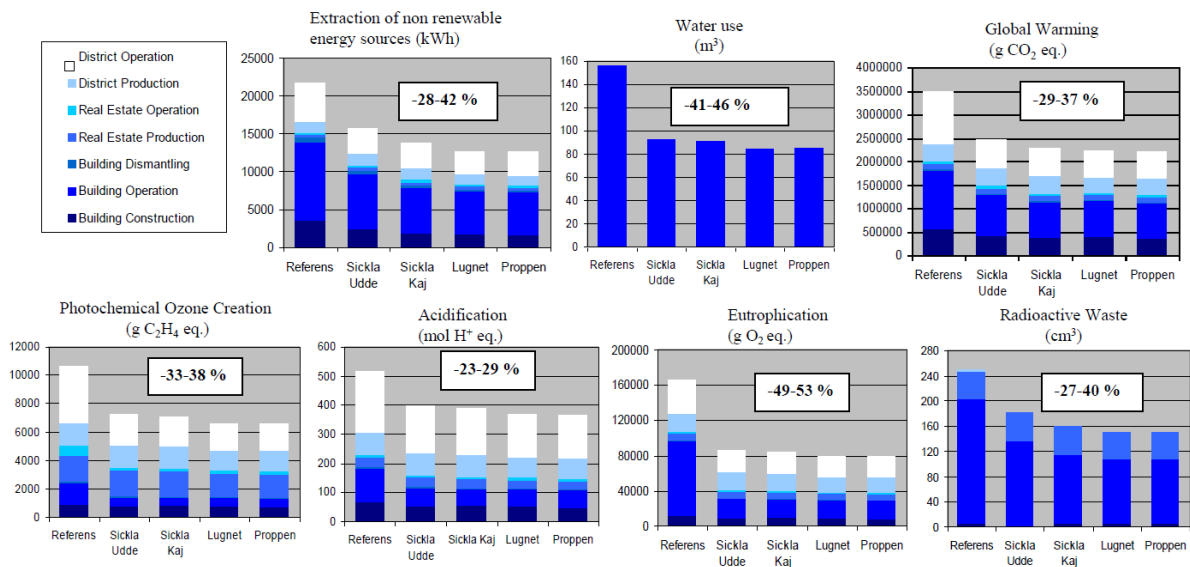 District Operation
District Production
Real Estate Operation
Real Estate Production
Building Dismantling
Building Operation
Building Construction
Extraction of non renewable
energy sources (kWh)
25000
20000
15000
10000
5000
0
-28-42 %
Referens
Sickla
Udde
Sickla
Kaj
Lugnet
Proppen
Water use
(m³)
160
140
120
100
80
60
40
20
0
-41-46 %
Referens
Sickla
Udde
Sickla
Kaj
Lugnet
Proppen
Global Warming
(g CO₂ eq.)
4000000
3500000
3000000
2500000
2000000
1500000
1000000
500000
0
-29-37 %
Referens
Sickla
Udde
Sickla
Kaj
Lugnet
Proppen
Photochemical Ozone Creation
(g C₂H₄ eq.)
12000
10000
8000
6000
4000
2000
0
-33-38 %
Referens
Sickla
Udde
Sickla
Kaj
Lugnet
Proppen
Acidification
(mol H⁺ eq.)
600
500
400
300
200
100
0
-23-29 %
Referens
Sickla
Udde
Sickla Kaj
Lugnet
Proppen
Eutrophication
(g O₂ eq.)
200000
160000
120000
80000
40000
0
-49-53 %
Referens
Sickla
Udde
Sickla
Kaj
Lugnet
Proppen
Radioactive Waste
(cm³)
280
240
200
160
120
80
40
0
-27-40 %
Referens
Sickla
Udde
Sickla
Kaj
Lugnet
Proppen